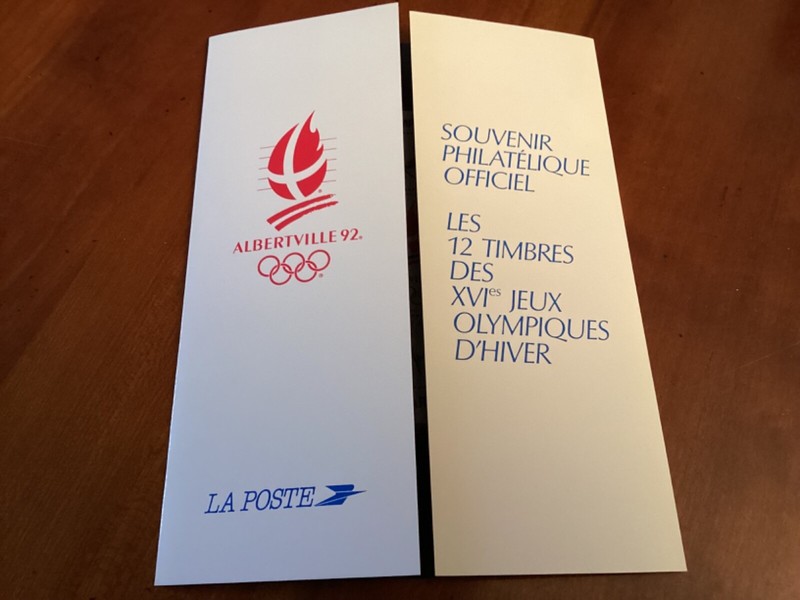 ALBERTVILLE 92®
LA POSTE
SOUVENIR
PHILATÉLIQUE
OFFICIEL
LES
12 TIMBRES
DES
XVIes JEUX
OLYMPIQUES
D'HIVER